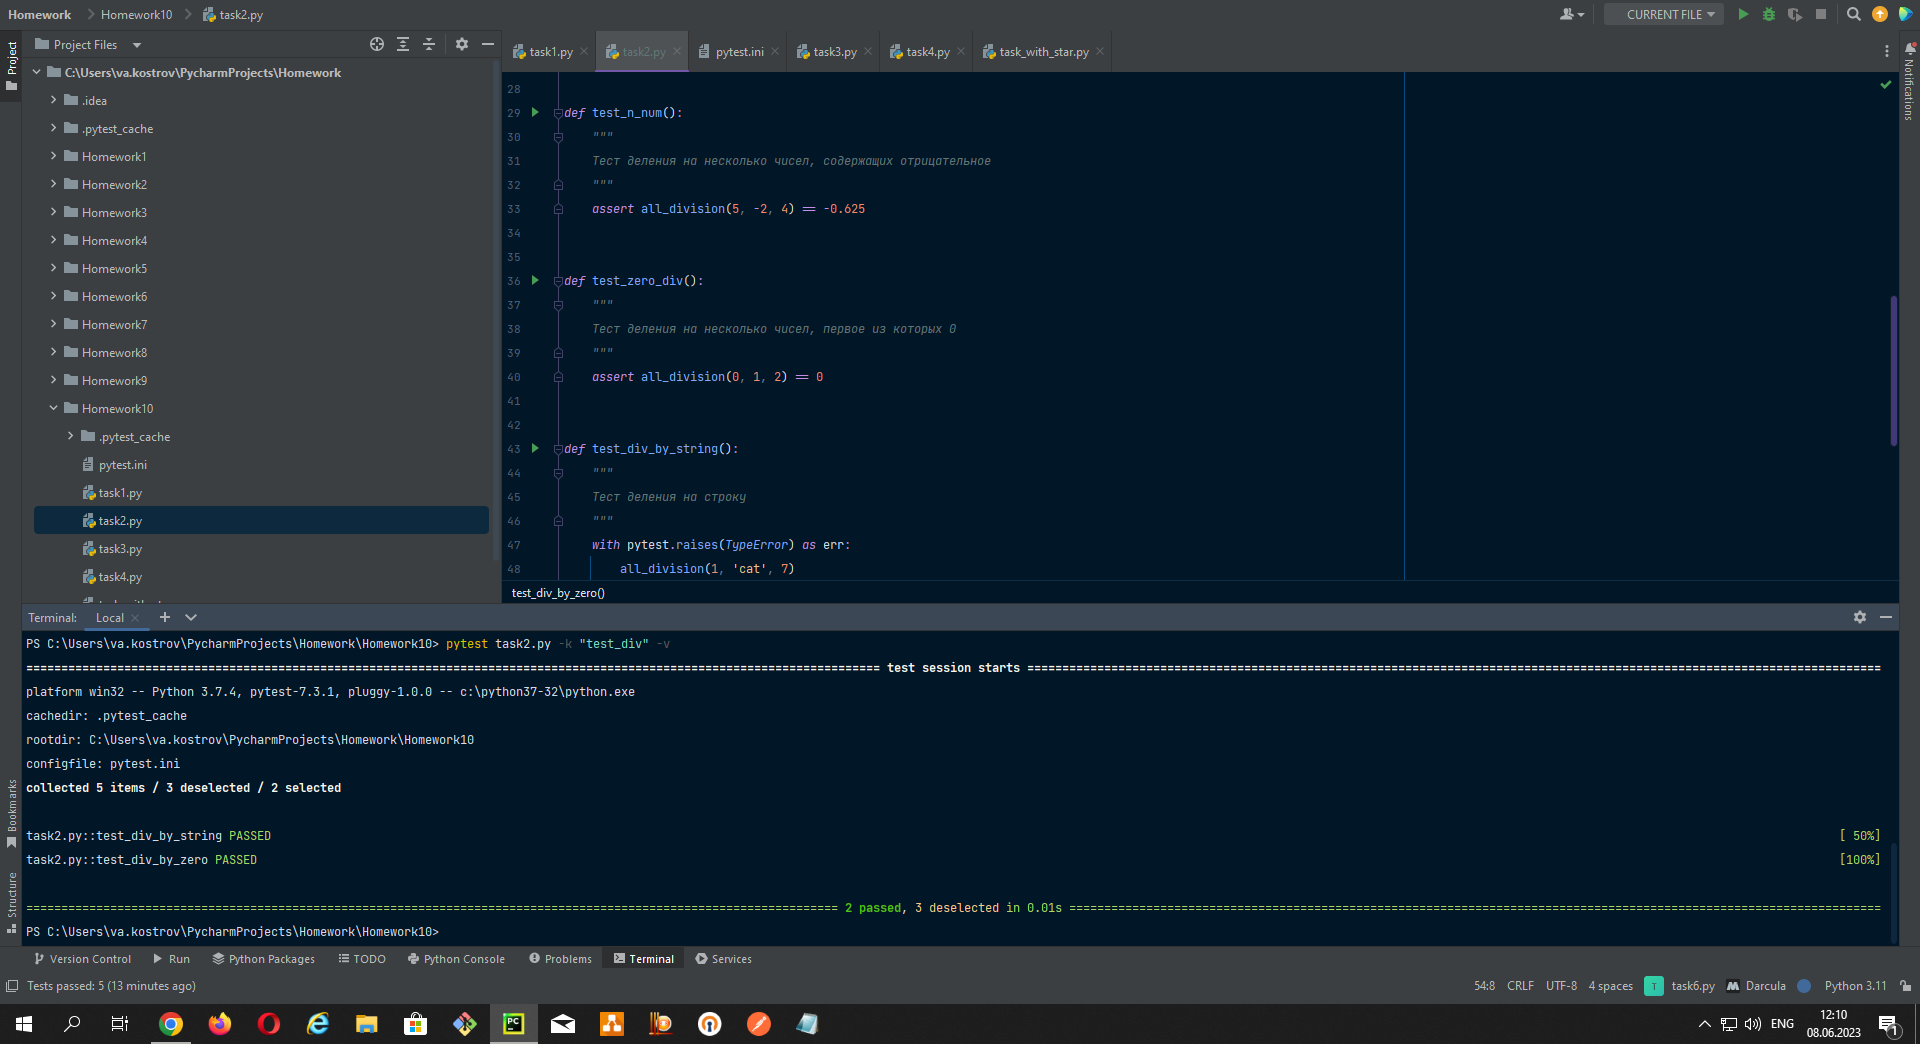 Homework Homework10 task2.py
CURRENT FILE
Project
Project Files
task1.py
task2.py
pytest.ini
task3.py
task4.py
task_with_star.py
Notifications
C:\Users\va.kostrov\PycharmProjects\Homework
.idea
.pytest_cache
Homework1
Homework2
Homework3
Homework4
Homework5
Homework6
Homework7
Homework8
Homework9
Homework10
.pytest_cache
pytest.ini
task1.py
task2.py
task3.py
task4.py
28
29 def test_n_num():
30 """
31 Тест деления на несколько чисел, содержащих отрицательное
32 """
33 assert all_division(5, -2, 4) == -0.625
34
35
36 def test_zero_div():
37 """
38 Тест деления на несколько чисел, первое из которых 0
39 """
40 assert all_division(0, 1, 2) == 0
41
42
43 def test_div_by_string():
44 """
45 Тест деления на строку
46 """
47 with pytest.raises(TypeError) as err:
48 all_division(1, 'cat', 7)
test_div_by_zero()
Terminal: Local
PS C:\Users\va.kostrov\PycharmProjects\Homework\Homework10> pytest task2.py -k "test_div" -v
test session starts
platform win32 -- Python 3.7.4, pytest-7.3.1, pluggy-1.0.0 -- c:\python37-32\python.exe
cachedir: .pytest_cache
rootdir: C:\Users\va.kostrov\PycharmProjects\Homework\Homework10
configfile: pytest.ini
collected 5 items / 3 deselected / 2 selected
task2.py::test_div_by_string PASSED [ 50%]
task2.py::test_div_by_zero PASSED [100%]
2 passed, 3 deselected in 0.01s
PS C:\Users\va.kostrov\PycharmProjects\Homework\Homework10>
Bookmarks
Structure
Version Control Run Python Packages TODO Python Console Problems Terminal Services
Tests passed: 5 (13 minutes ago)
54:8 CRLF UTF-8 4 spaces T task6.py M Darcula Python 3.11
PC
ENG
12:10
08.06.2023
1